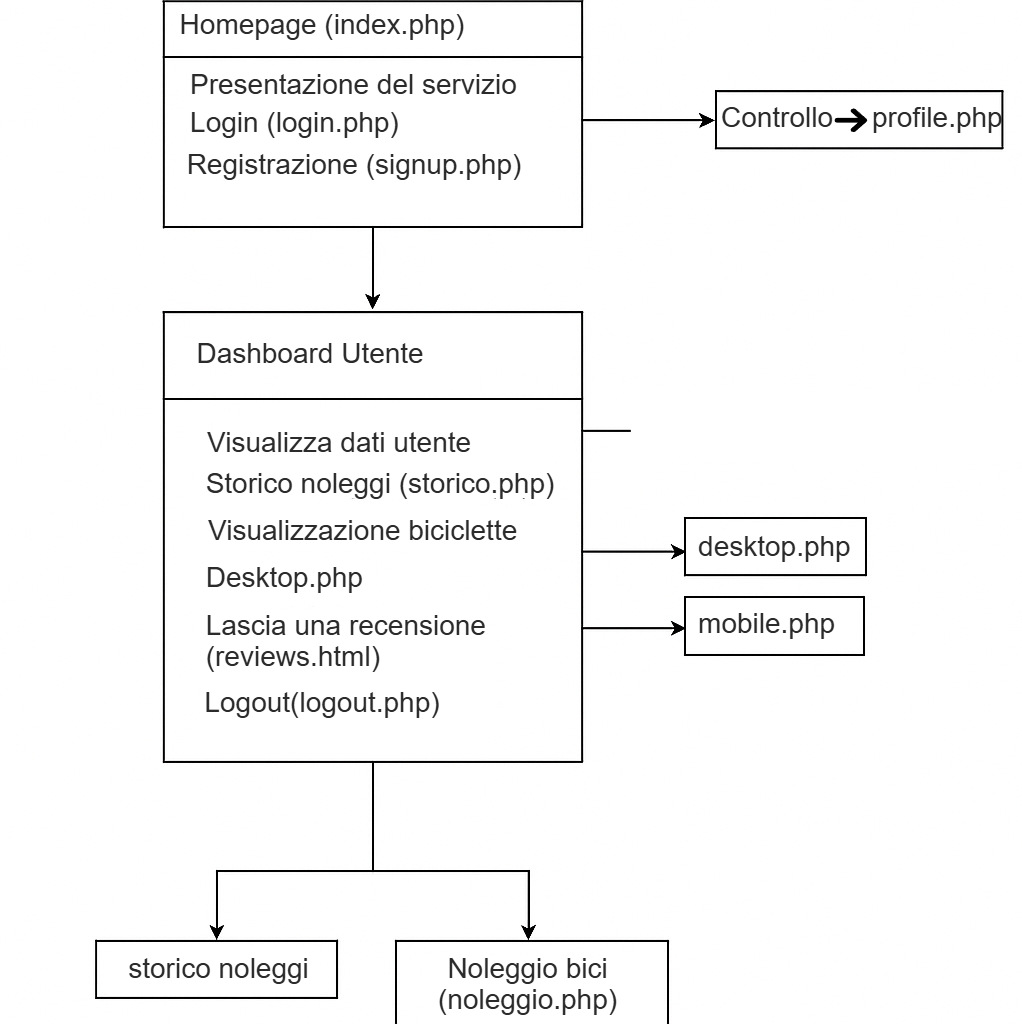 Homepage (index.php)
Presentazione del servizio
Login (login.php)
Registrazione (signup.php)
Controllo➔profile.php
Dashboard Utente
Visualizza dati utente
Storico noleggi (storico.php)
Visualizzazione biciclette
Desktop.php
Lascia una recensione
(reviews.html)
Logout(logout.php)
desktop.php
mobile.php
storico noleggi
Noleggio bici
(noleggio.php)